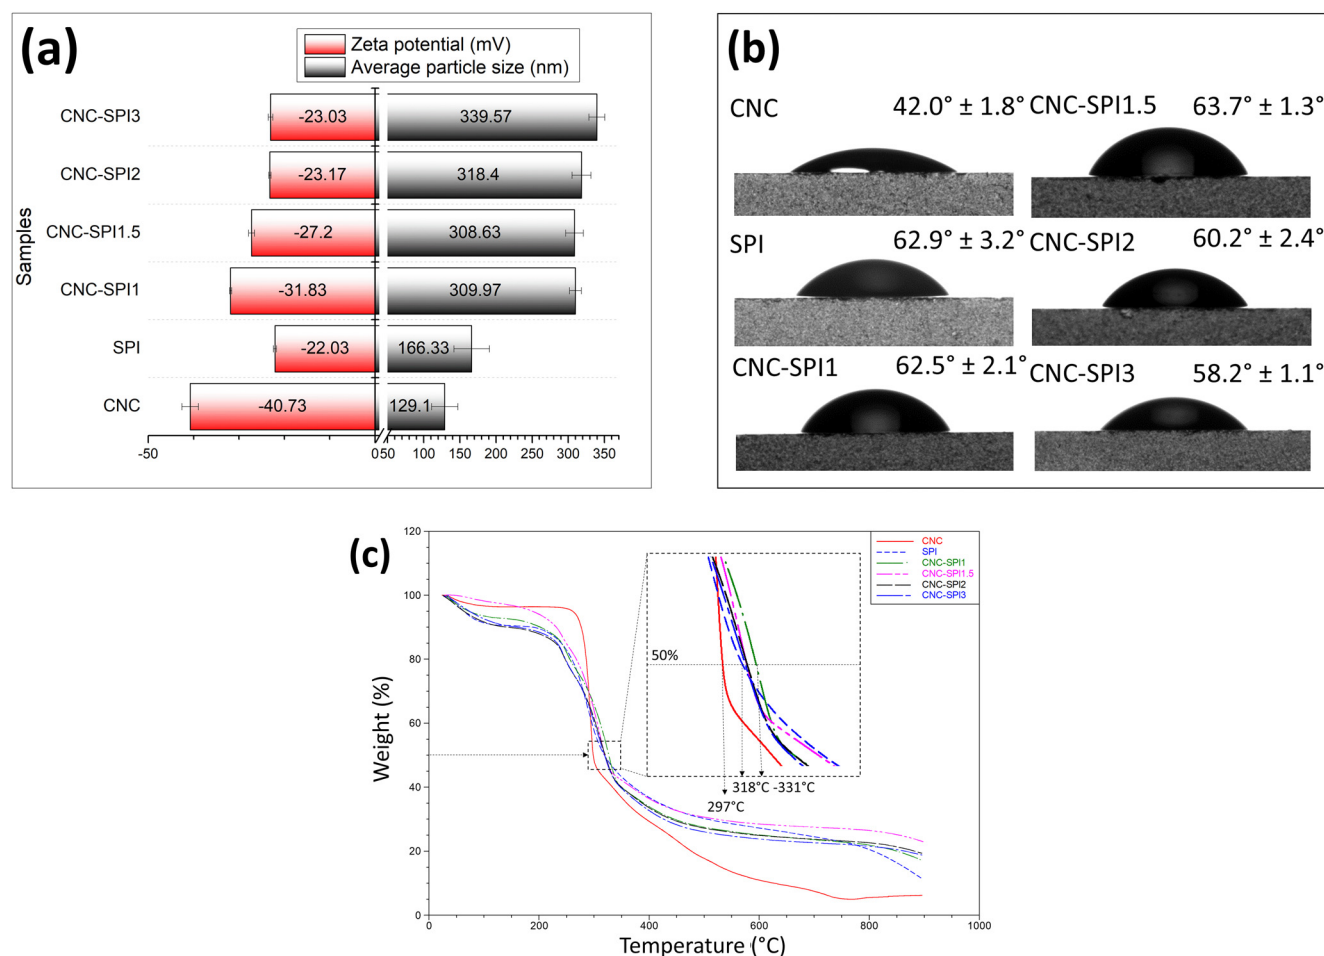 (a)
Zeta potential (mV)
Average particle size (nm)
CNC-SPI3
-23.03
339.57
CNC-SPI2
-23.17
318.4
CNC-SPI1.5
-27.2
308.63
CNC-SPI1
-31.83
309.97
SPI
-22.03
166.33
CNC
-40.73
129.1
Samples
-50 0 50 100 150 200 250 300 350
(b)
CNC 42.0° ± 1.8°
CNC-SPI1.5 63.7° ± 1.3°
SPI 62.9° ± 3.2°
CNC-SPI2 60.2° ± 2.4°
CNC-SPI1 62.5° ± 2.1°
CNC-SPI3 58.2° ± 1.1°
(c)
120
100
80
60
40
20
0
Weight (%)
0 200 400 600 800 1000
Temperature (°C)
50%
318°C -331°C
297°C
CNC
SPI
CNC-SPI1
CNC-SPI1.5
CNC-SPI2
CNC-SPI3